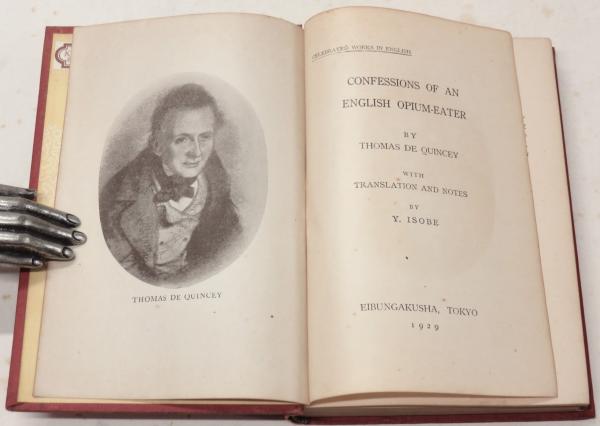 THOMAS DE QUINCEY
CELEBRATED WORKS IN ENGLISH
CONFESSIONS OF AN
ENGLISH OPIUM-EATER
BY
THOMAS DE QUINCEY
WITH
TRANSLATION AND NOTES
BY
Y. ISOBE
EIBUNGAKUSHA, TOKYO
1929